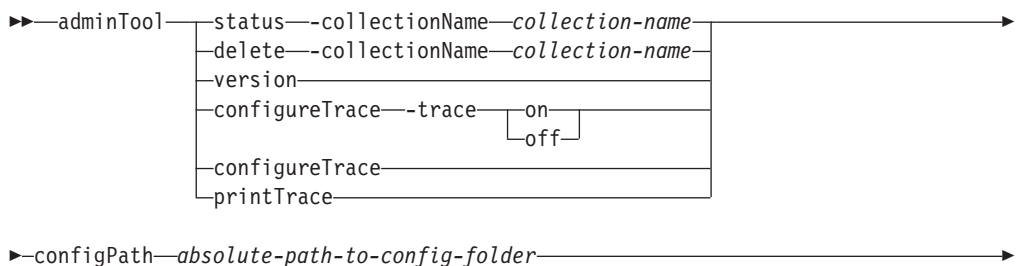 adminTool status -collectionName collection-name
delete -collectionName collection-name
version
configureTrace -trace on
off
configureTrace
printTrace
configPath absolute-path-to-config-folder